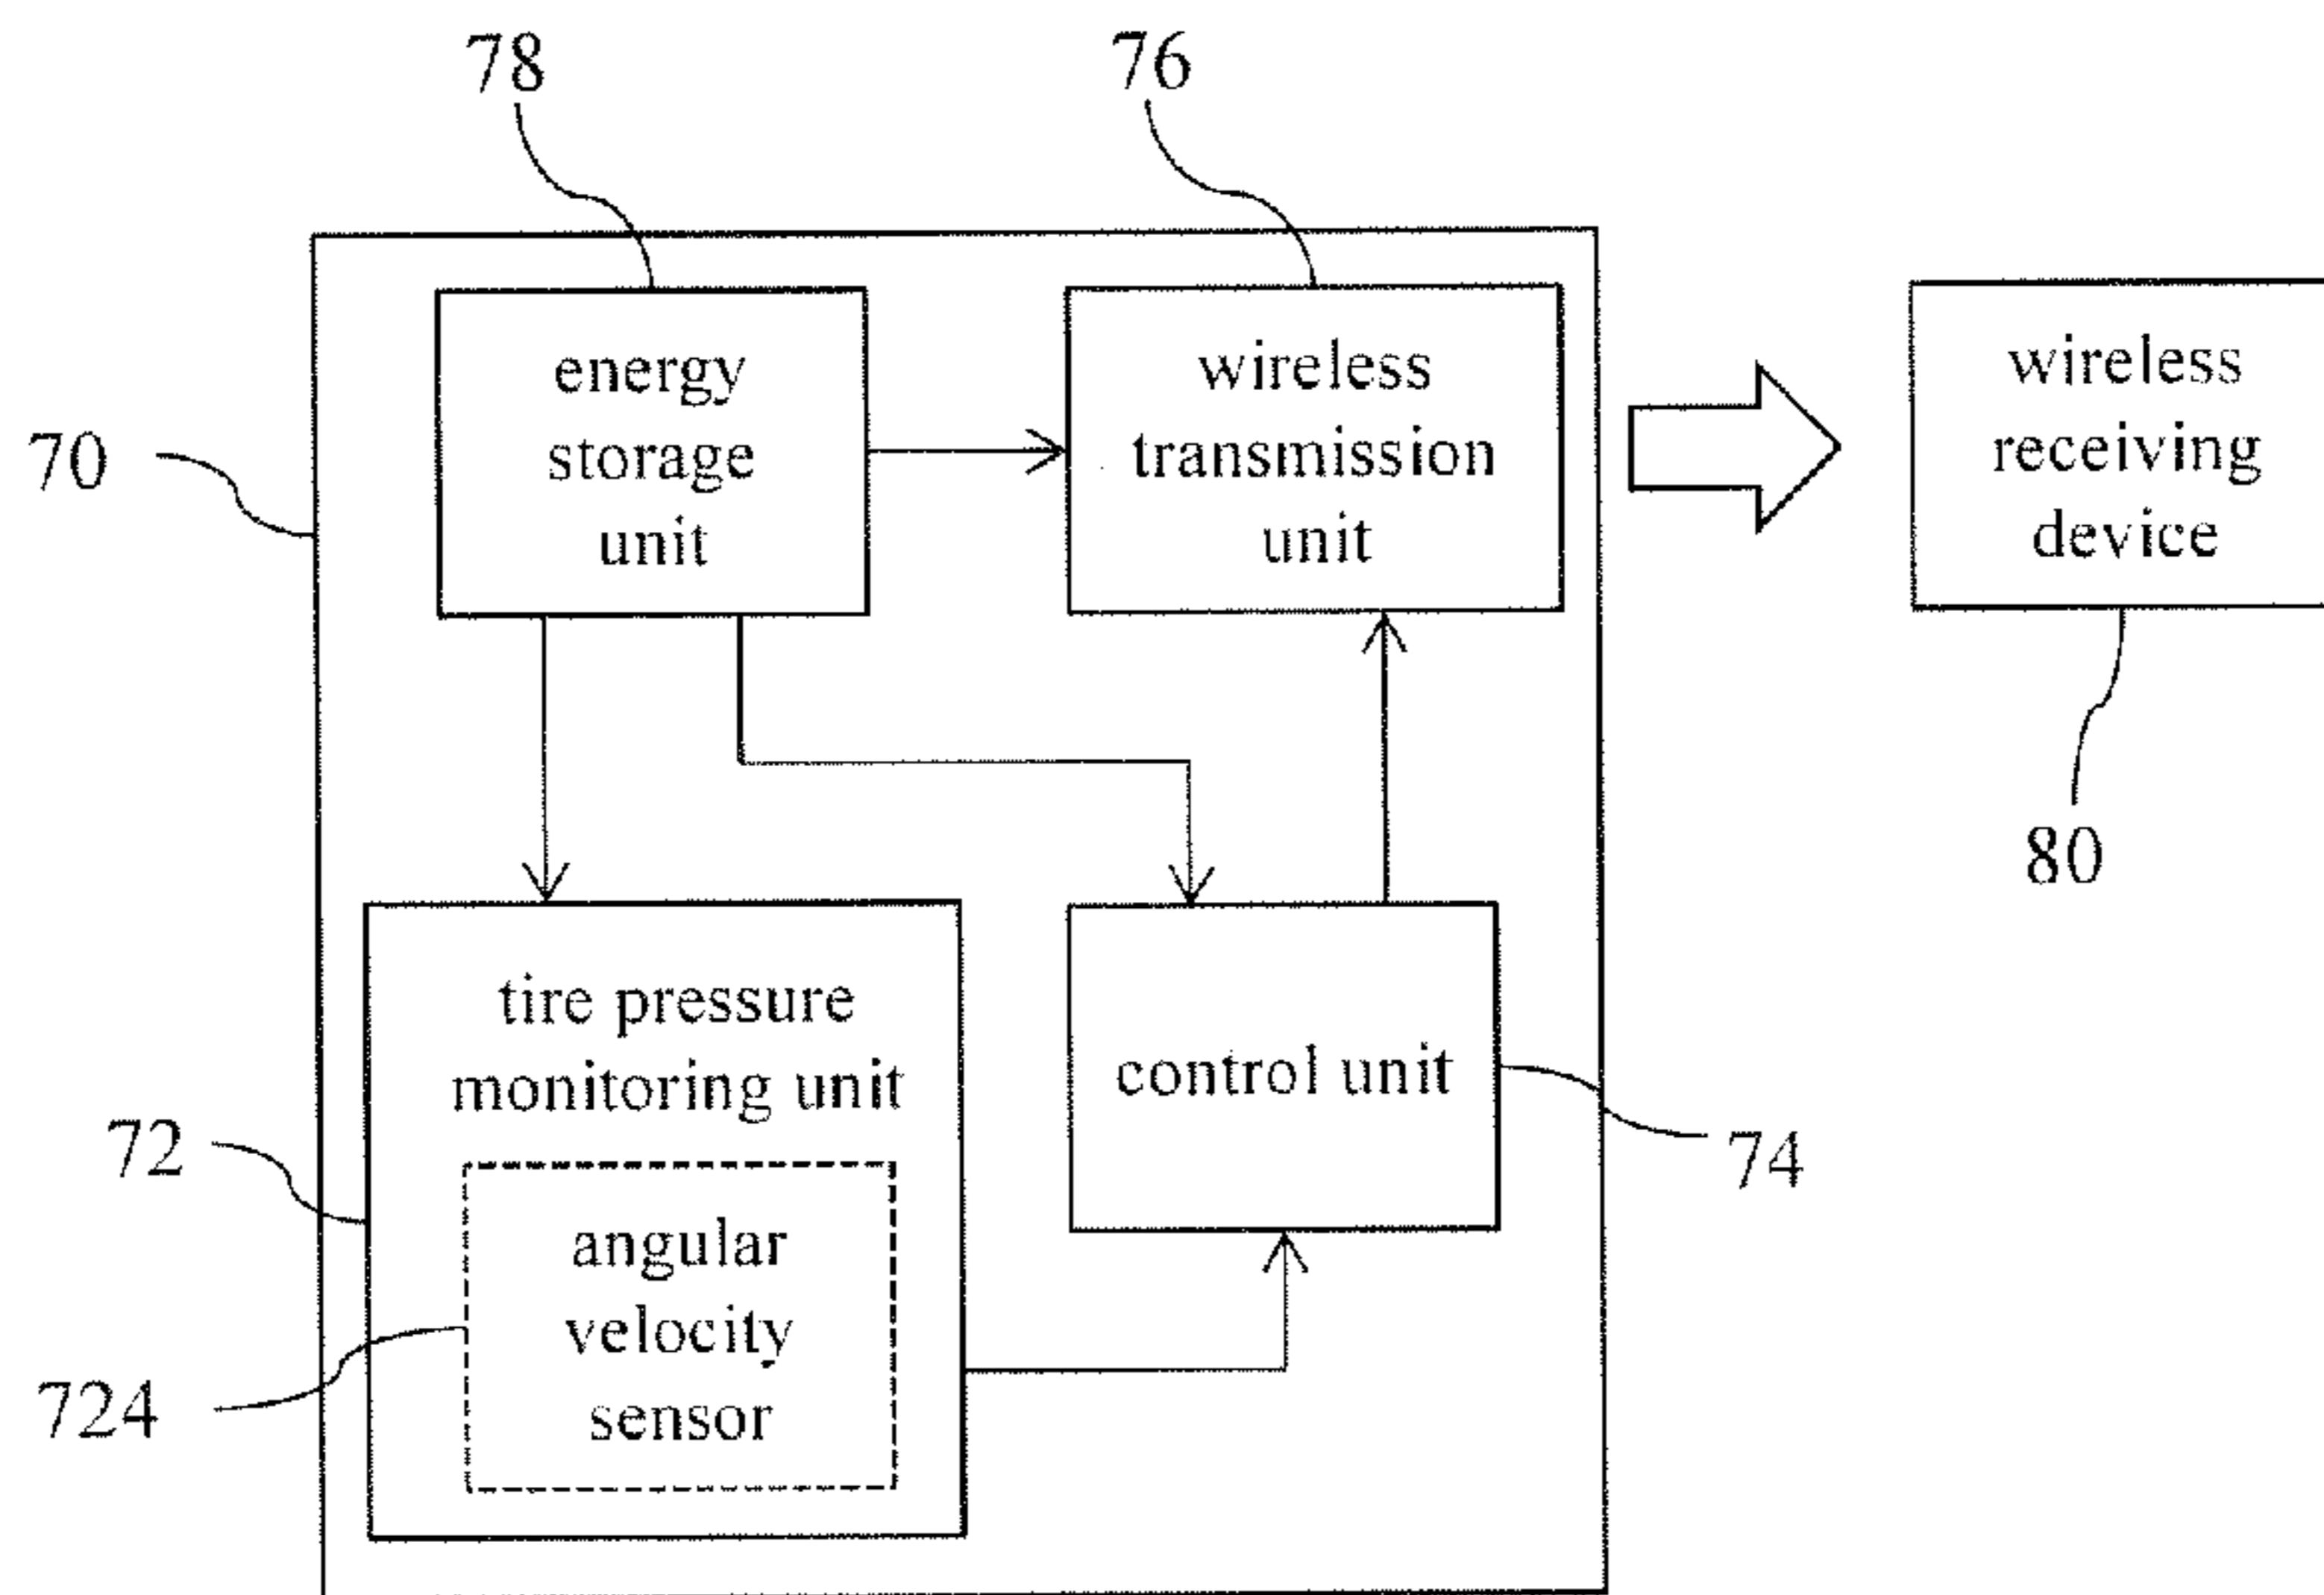 78
76
energy
storage
unit
wireless
transmission
unit
wireless
receiving
device
70
80
tire pressure
monitoring unit
control unit
72
74
angular
velocity
sensor
724